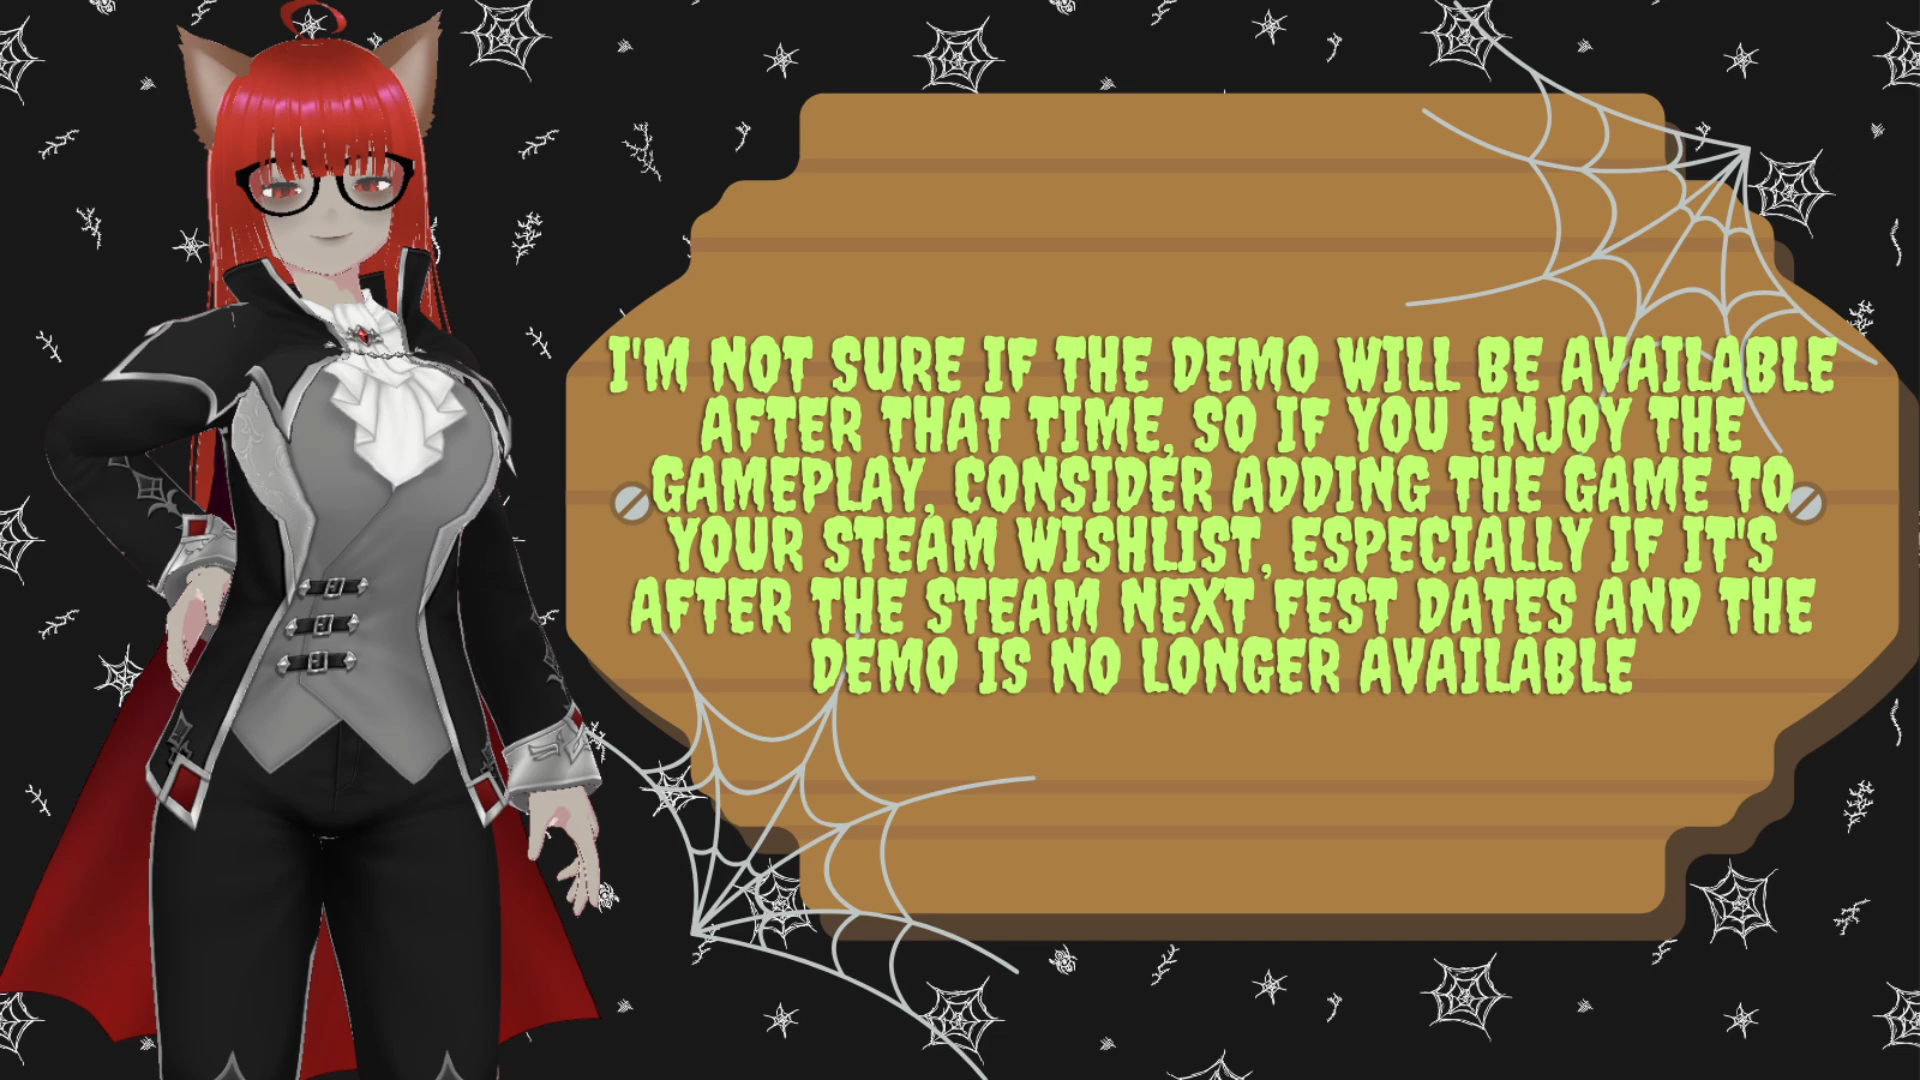 I'M NOT SURE IF THE DEMO WILL BE AVAILABLE
AFTER THAT TIME, SO IF YOU ENJOY THE
GAMEPLAY, CONSIDER ADDING THE GAME TO
YOUR STEAM WISHLIST, ESPECIALLY IF IT'S
AFTER THE STEAM NEXT FEST DATES AND THE
DEMO IS NO LONGER AVAILABLE